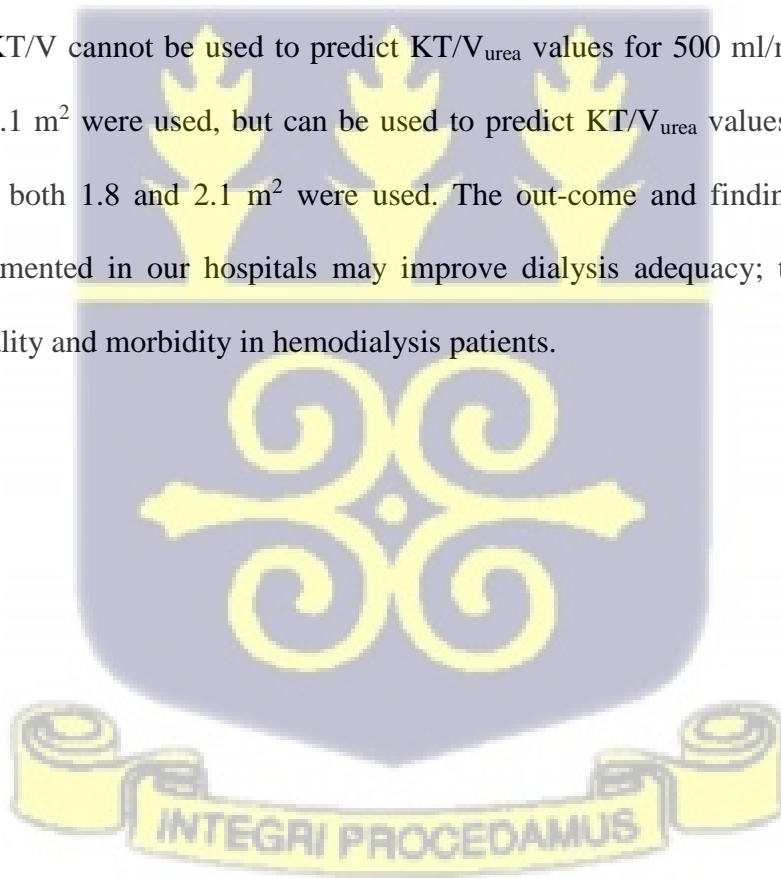 KT/V cannot be used to predict KT/Vurea values for 500 ml/
.1 m² were used, but can be used to predict KT/Vurea values
both 1.8 and 2.1 m² were used. The out-come and findin
mented in our hospitals may improve dialysis adequacy; t
ality and morbidity in hemodialysis patients.
INTEGRI PROCEDAMUS